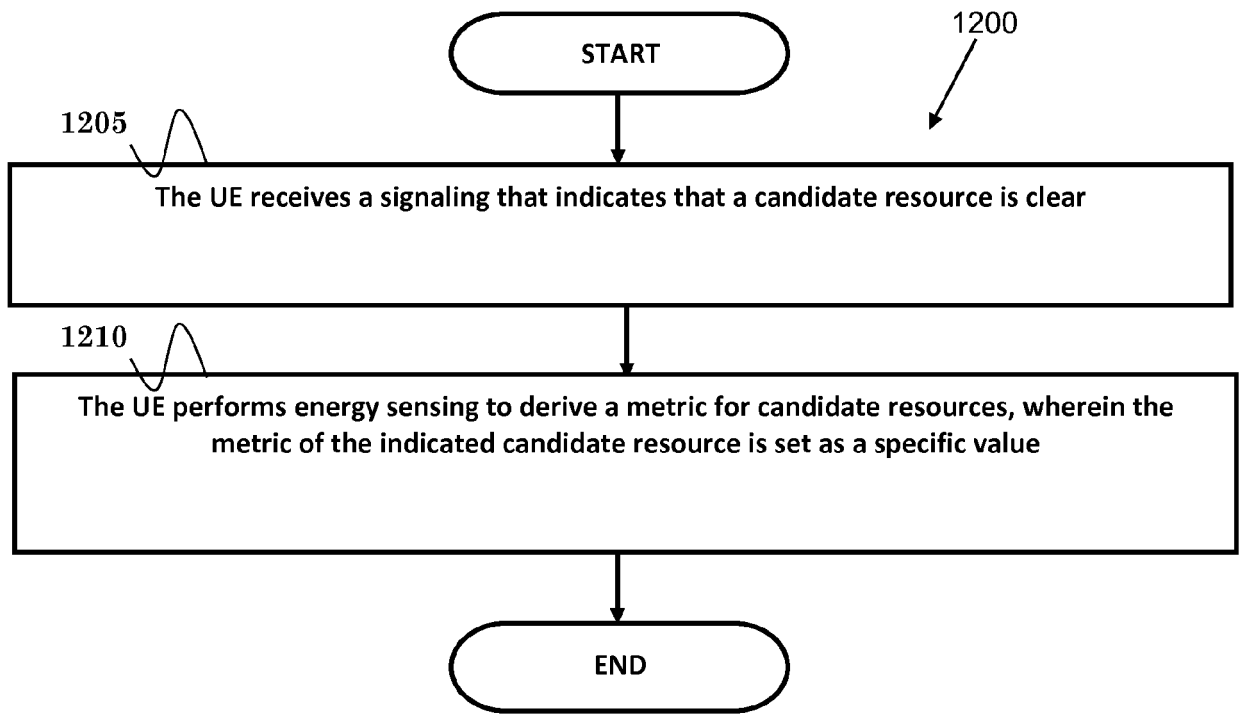 START
1200
1205
The UE receives a signaling that indicates that a candidate resource is clear
1210
The UE performs energy sensing to derive a metric for candidate resources, wherein the
metric of the indicated candidate resource is set as a specific value
END